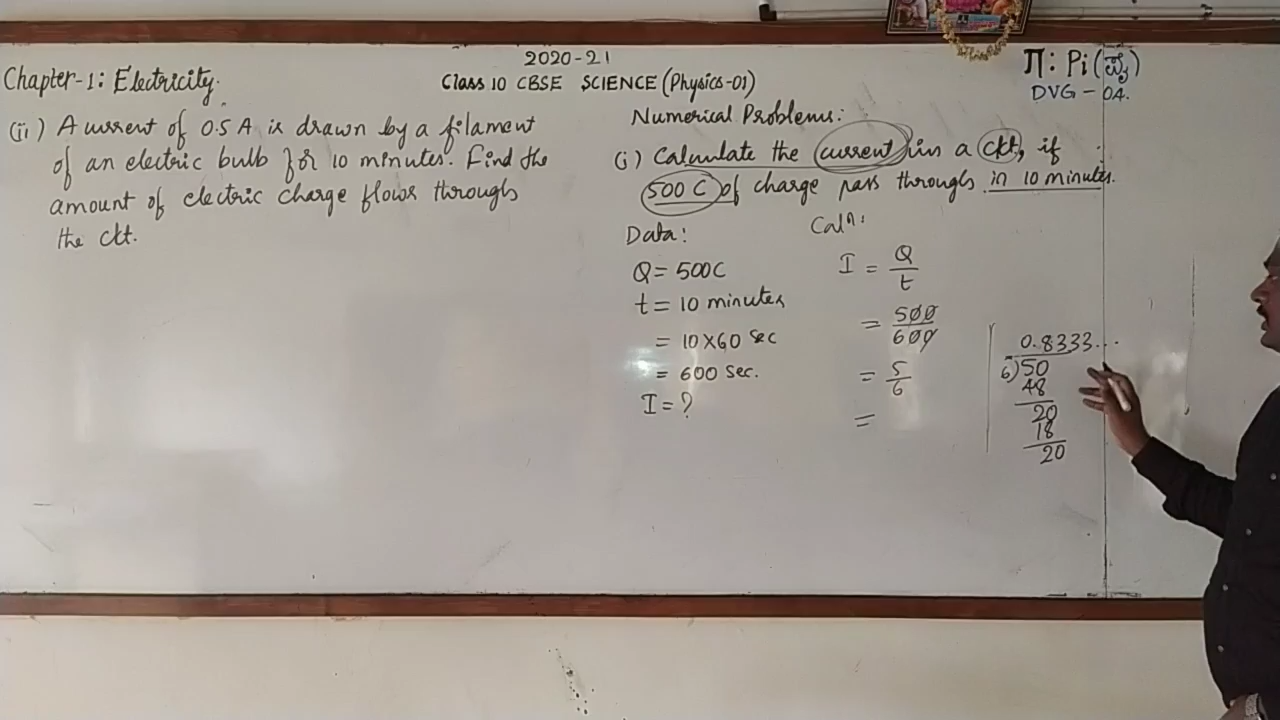 2020-21
Chapter-1: Electricity.
Class 10 CBSE SCIENCE (Physics-01)
Π: Pi(ಪೈ)
DVG-04.
(ii) A current of 0.5 A is drawn by a filament
of an electric bulb for 10 minutes. Find the
amount of electric charge flows through
the ckt.
Numerical Problems:
(i) Calculate the current in a ckt, if
500 C of charge pass through in 10 minutes.
Data:
Q = 500C
t = 10 minutes
= 10×60 sec
= 600 sec.
I = ?
Calⁿ:
I = Q/t
= 500/600
= 5/6
=
0.8333...
6)50
48
20
18
20